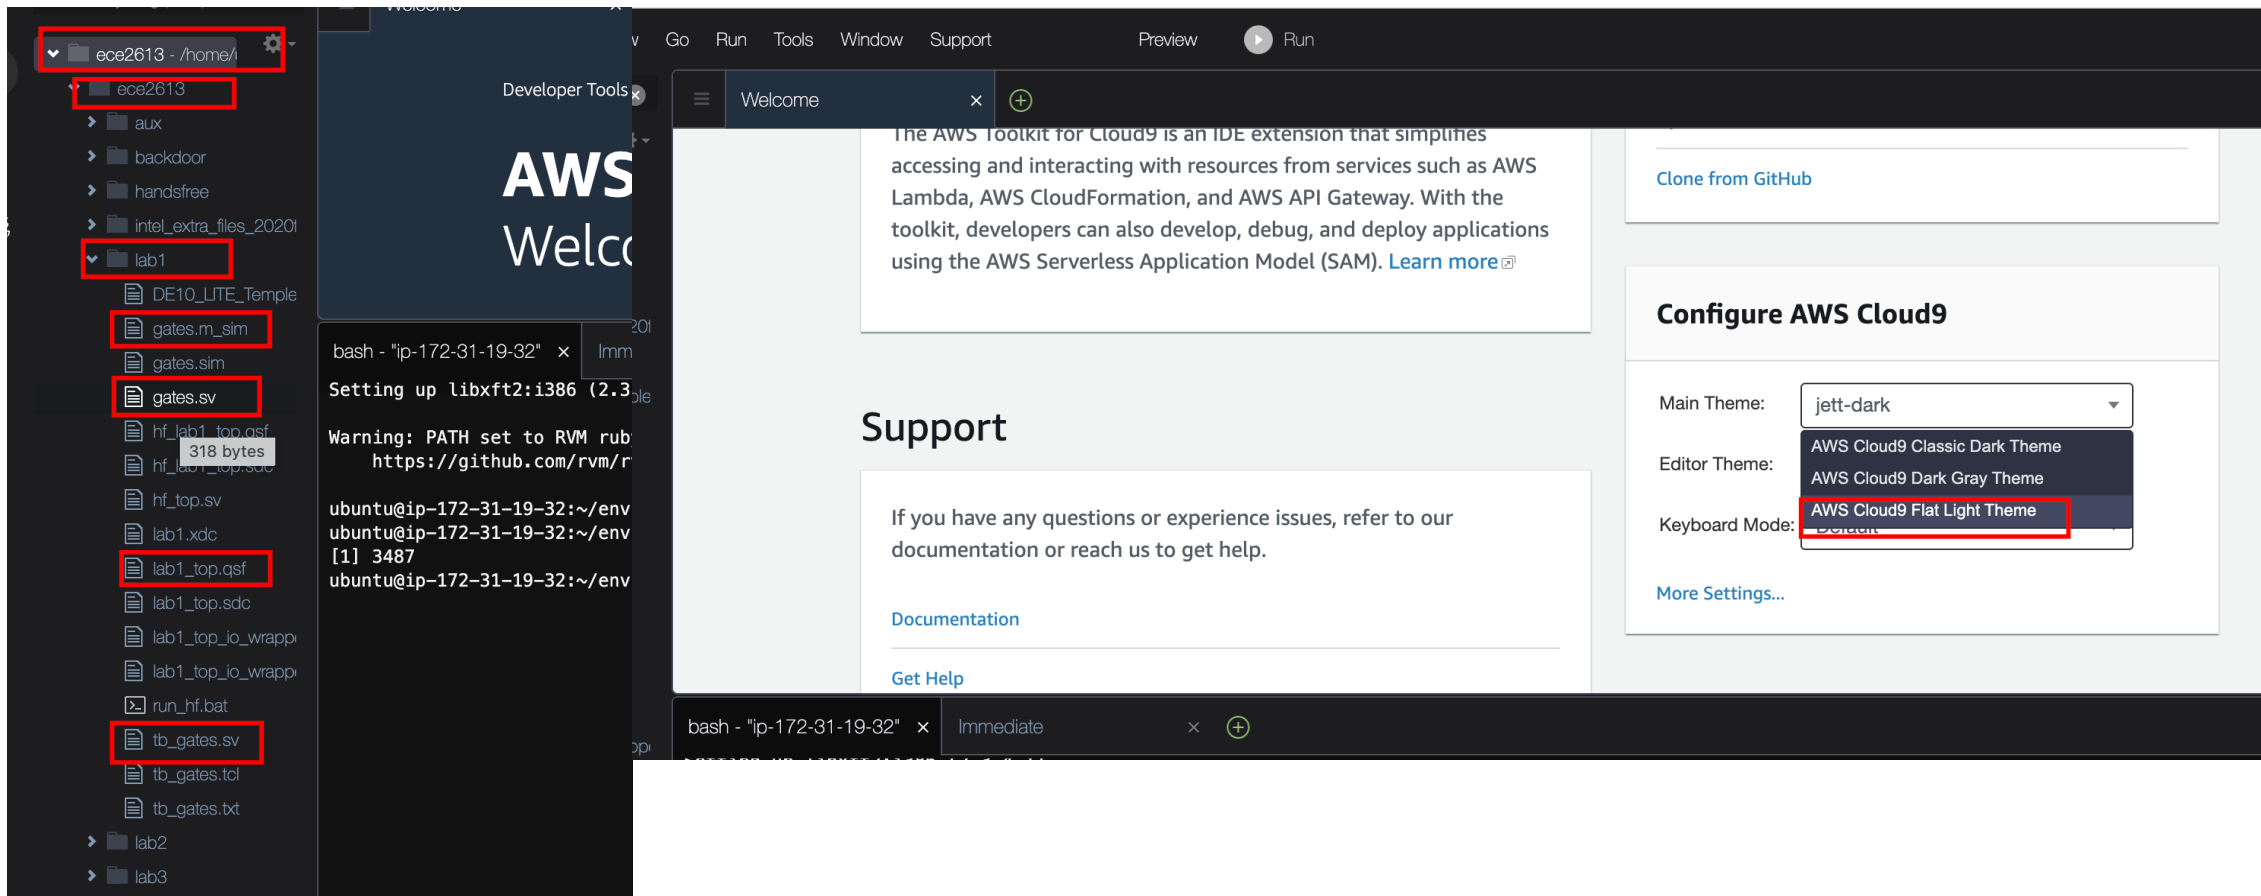 ece2613 - /home/
ece2613
aux
backdoor
handsfree
intel_extra_files_2020f
lab1
DE10_LITE_Temple
gates.m_sim
gates.sim
gates.sv
hf_lab1_top.qsf
318 bytes
hf_lab1_top.sdc
hf_top.sv
lab1.xdc
lab1_top.qsf
lab1_top.sdc
lab1_top_io_wrapp
lab1_top_io_wrapp
run_hf.bat
tb_gates.sv
tb_gates.tcl
tb_gates.txt
lab2
lab3
Welcome
Developer Tools
AWS
Welc
bash - "ip-172-31-19-32"
Imm
Setting up libxft2:i386 (2.3
Warning: PATH set to RVM rub
https://github.com/rvm/r
ubuntu@ip-172-31-19-32:~/env
ubuntu@ip-172-31-19-32:~/env
[1] 3487
ubuntu@ip-172-31-19-32:~/env
Go Run Tools Window Support Preview Run
Welcome
The AWS Toolkit for Cloud9 is an IDE extension that simplifies
accessing and interacting with resources from services such as AWS
Lambda, AWS CloudFormation, and AWS API Gateway. With the
toolkit, developers can also develop, debug, and deploy applications
using the AWS Serverless Application Model (SAM). Learn more
Support
If you have any questions or experience issues, refer to our
documentation or reach us to get help.
Documentation
Get Help
Clone from GitHub
Configure AWS Cloud9
Main Theme: jett-dark
AWS Cloud9 Classic Dark Theme
Editor Theme:
AWS Cloud9 Dark Gray Theme
AWS Cloud9 Flat Light Theme
Keyboard Mode: Default
More Settings...
bash - "ip-172-31-19-32" Immediate